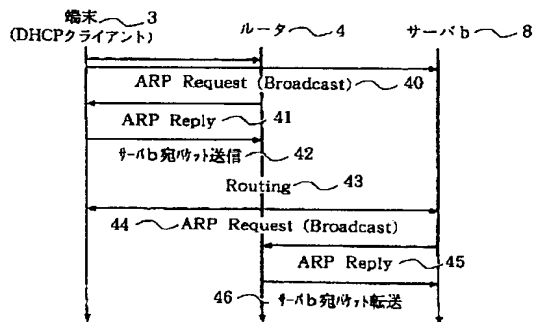 端末 3
(DHCPクライアント)
ルータ 4
サーバb 8
ARP Request (Broadcast) 40
ARP Reply 41
サーバb宛パケット送信 42
Routing 43
44 ARP Request (Broadcast)
ARP Reply 45
46 サーバb宛パケット転送